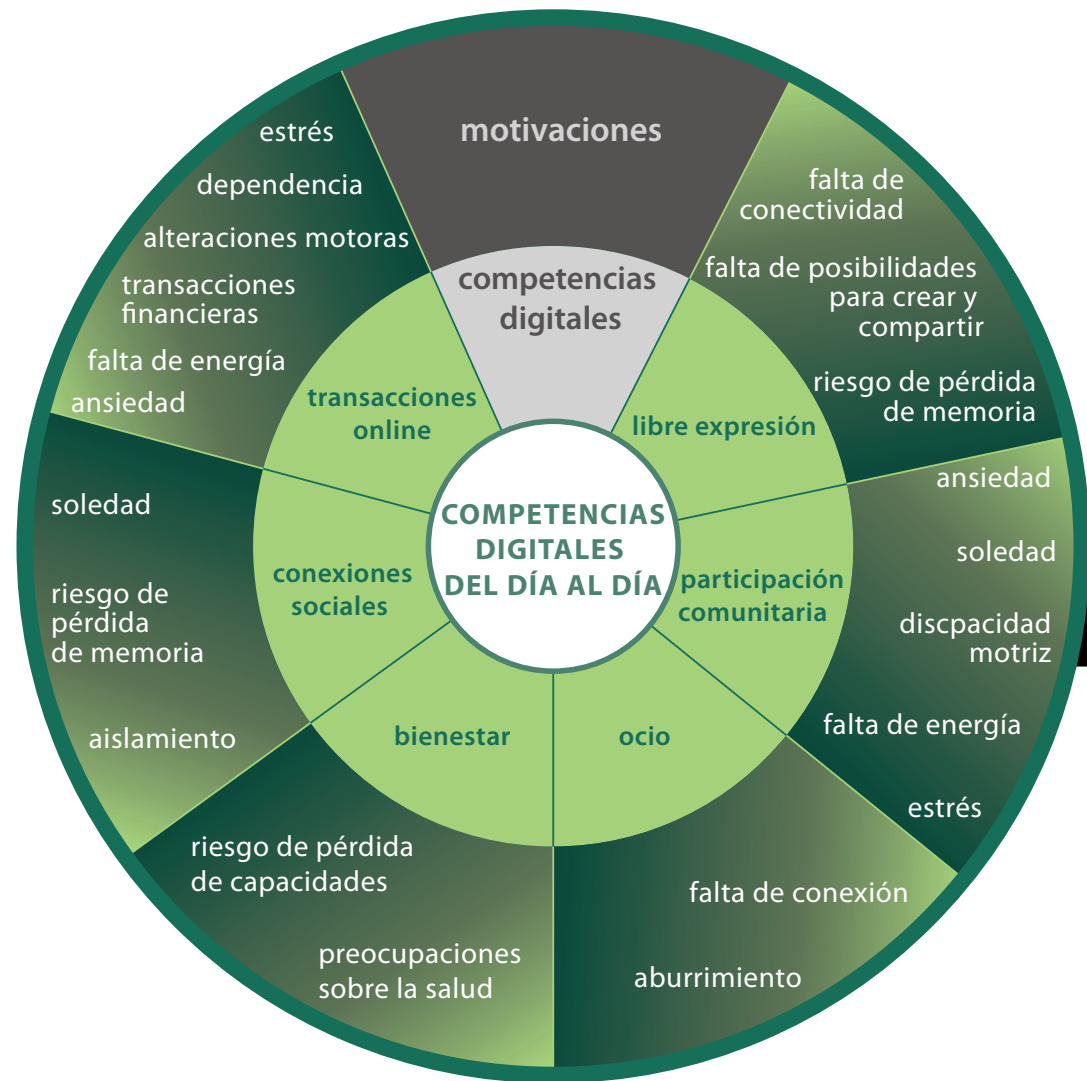 motivaciones
competencias
digitales
falta de
conectividad
falta de posibilidades
para crear y
compartir
riesgo de pérdida
de memoria
libre expresión
ansiedad
soledad
discpacidad
motriz
falta de energía
estrés
participación
comunitaria
falta de conexión
aburrimiento
ocio
riesgo de pérdida
de capacidades
preocupaciones
sobre la salud
bienestar
soledad
riesgo de
pérdida
de memoria
aislamiento
conexiones
sociales
estrés
dependencia
alteraciones motoras
transacciones
financieras
falta de energía
ansiedad
transacciones
online
COMPETENCIAS
DIGITALES
DEL DÍA AL DÍA